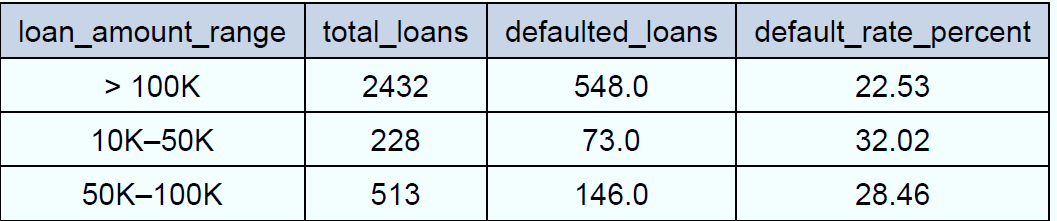 loan_amount_range total_loans defaulted_loans default_rate_percent
> 100K 2432 548.0 22.53
10K–50K 228 73.0 32.02
50K–100K 513 146.0 28.46